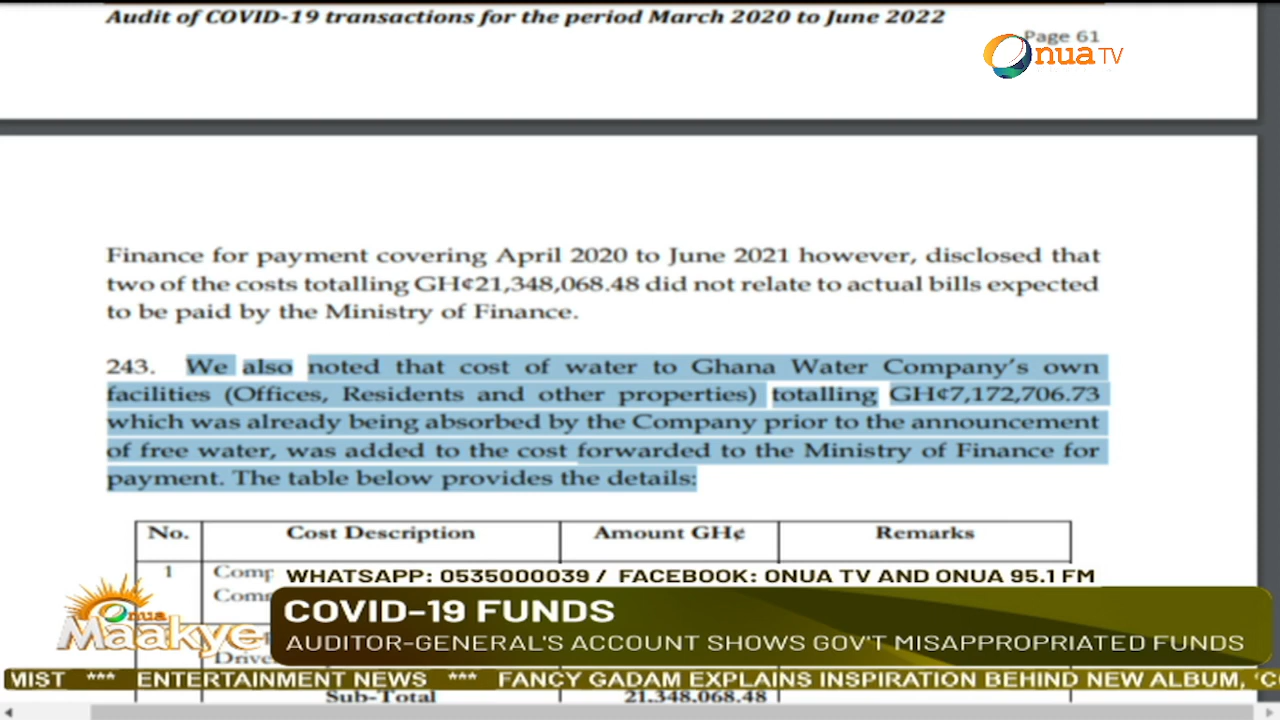 Audit of COVID-19 transactions for the period March 2020 to June 2022
Page 61
Onua TV
Finance for payment covering April 2020 to June 2021 however, disclosed that
two of the costs totalling GH¢21,348,068.48 did not relate to actual bills expected
to be paid by the Ministry of Finance.
243. We also noted that cost of water to Ghana Water Company's own
facilities (Offices, Residents and other properties) totalling GH¢7,172,706.73
which was already being absorbed by the Company prior to the announcement
of free water, was added to the cost forwarded to the Ministry of Finance for
payment. The table below provides the details:
No. Cost Description Amount GH¢ Remarks
1
WHATSAPP: 0535000039 / FACEBOOK: ONUA TV AND ONUA 95.1 FM
Onua
Maakye
COVID-19 FUNDS
AUDITOR-GENERAL'S ACCOUNT SHOWS GOV'T MISAPPROPRIATED FUNDS
MIST *** ENTERTAINMENT NEWS *** FANCY GADAM EXPLAINS INSPIRATION BEHIND NEW ALBUM,
Sub-Total 21,348,068.48